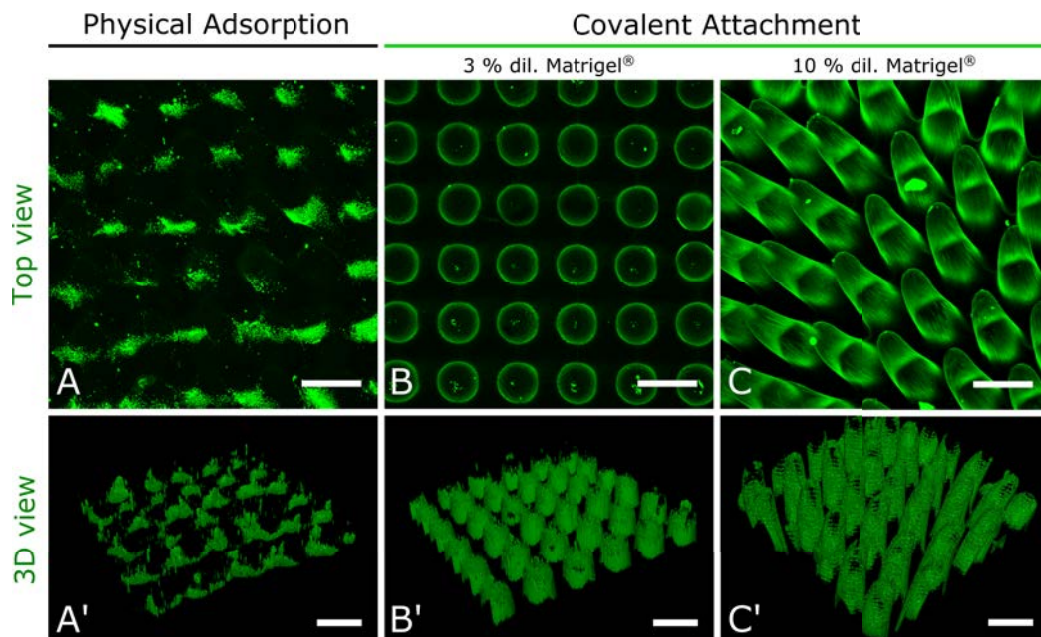 Physical Adsorption
Covalent Attachment
3 % dil. Matrigel®
10 % dil. Matrigel®
Top view
A
B
C
3D view
A'
B'
C'